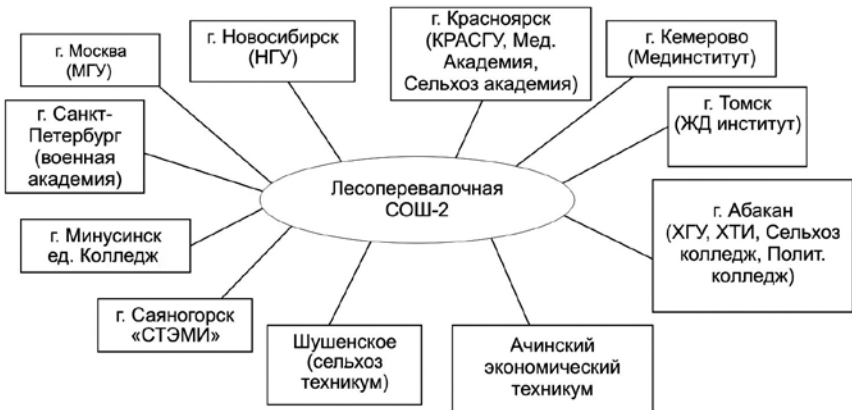 г. Москва
(МГУ)
г. Новосибирск
(НГУ)
г. Красноярск
(КРАСГУ, Мед.
Академия,
Сельхоз академия)
г. Кемерово
(Мединститут)
г. Санкт-
Петербург
(военная
академия)
г. Томск
(ЖД институт)
Лесоперевалочная
СОШ-2
г. Минусинск
ед. Колледж
г. Абакан
(ХГУ, ХТИ, Сельхоз
колледж, Полит.
колледж)
г. Саяногорск
«СТЭМИ»
Шушенское
(сельхоз
техникум)
Ачинский
экономический
техникум